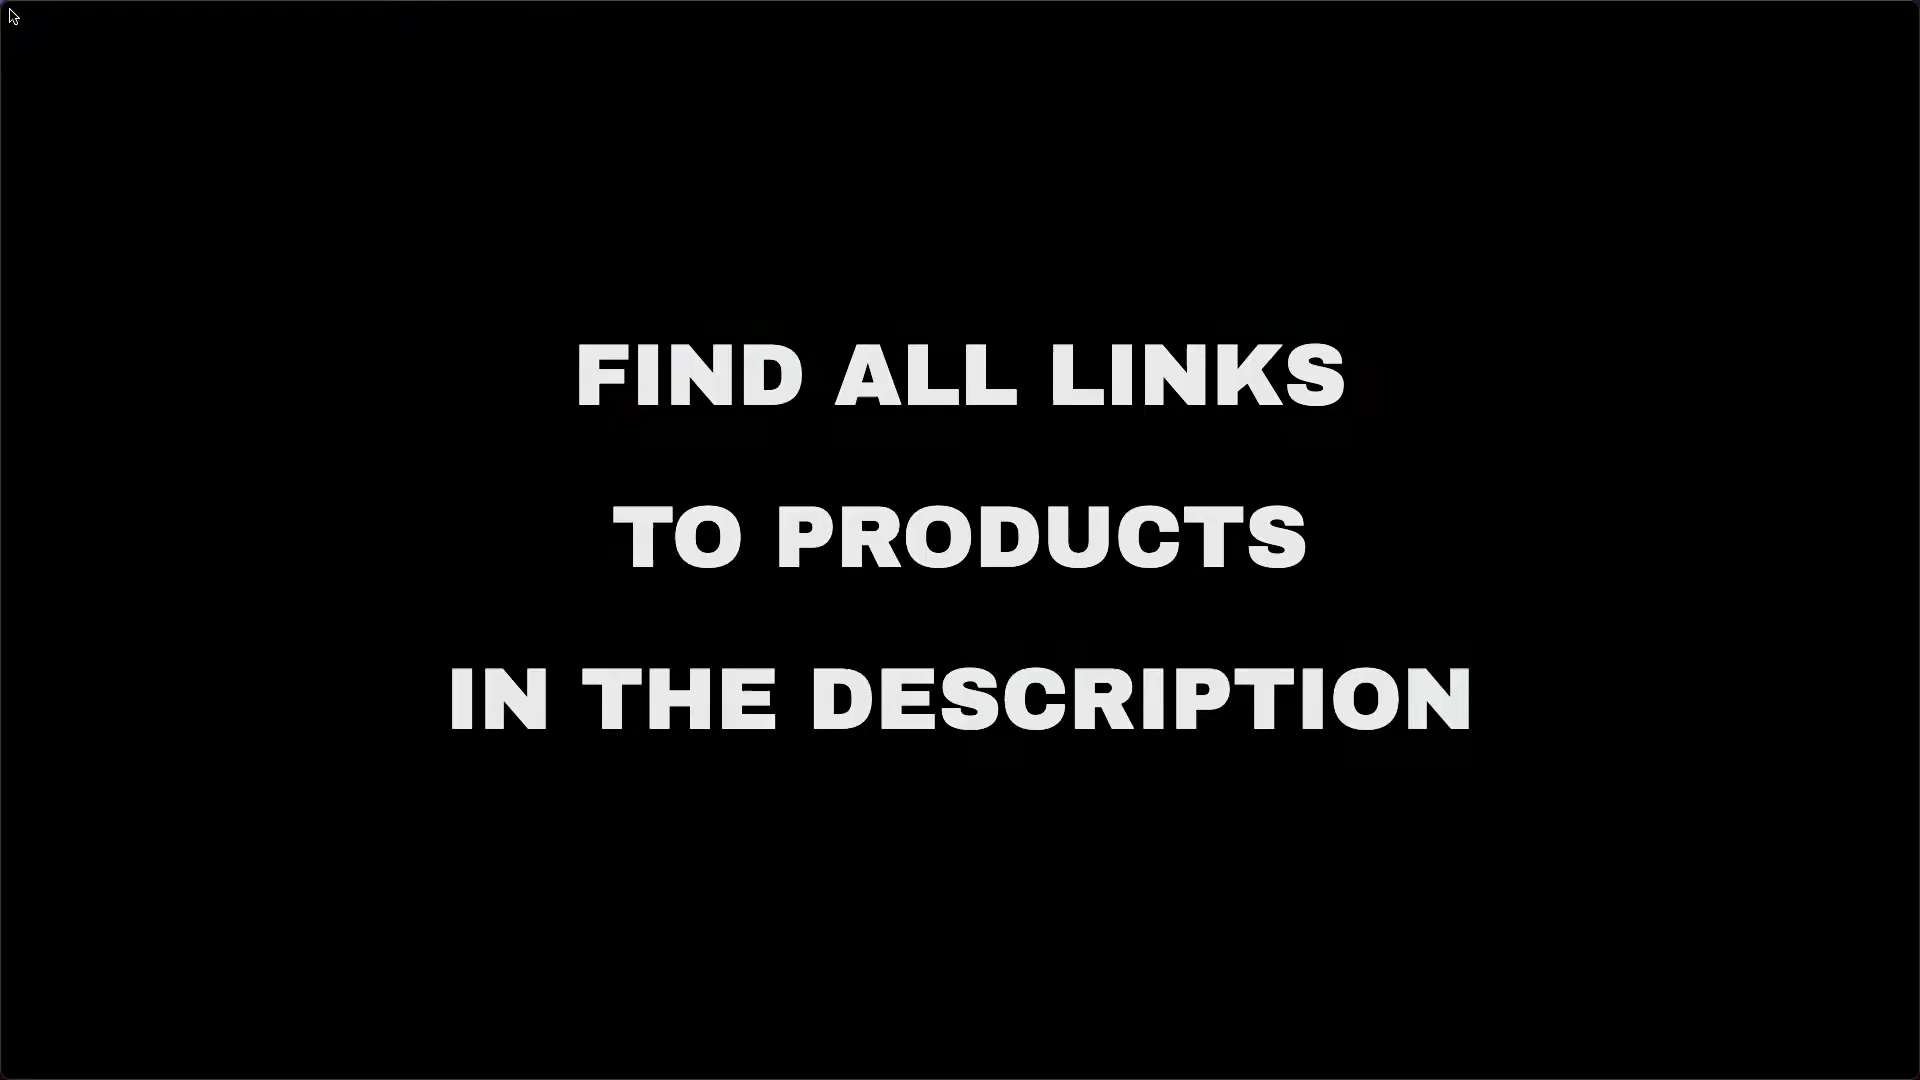 FIND ALL LINKS
TO PRODUCTS
IN THE DESCRIPTION